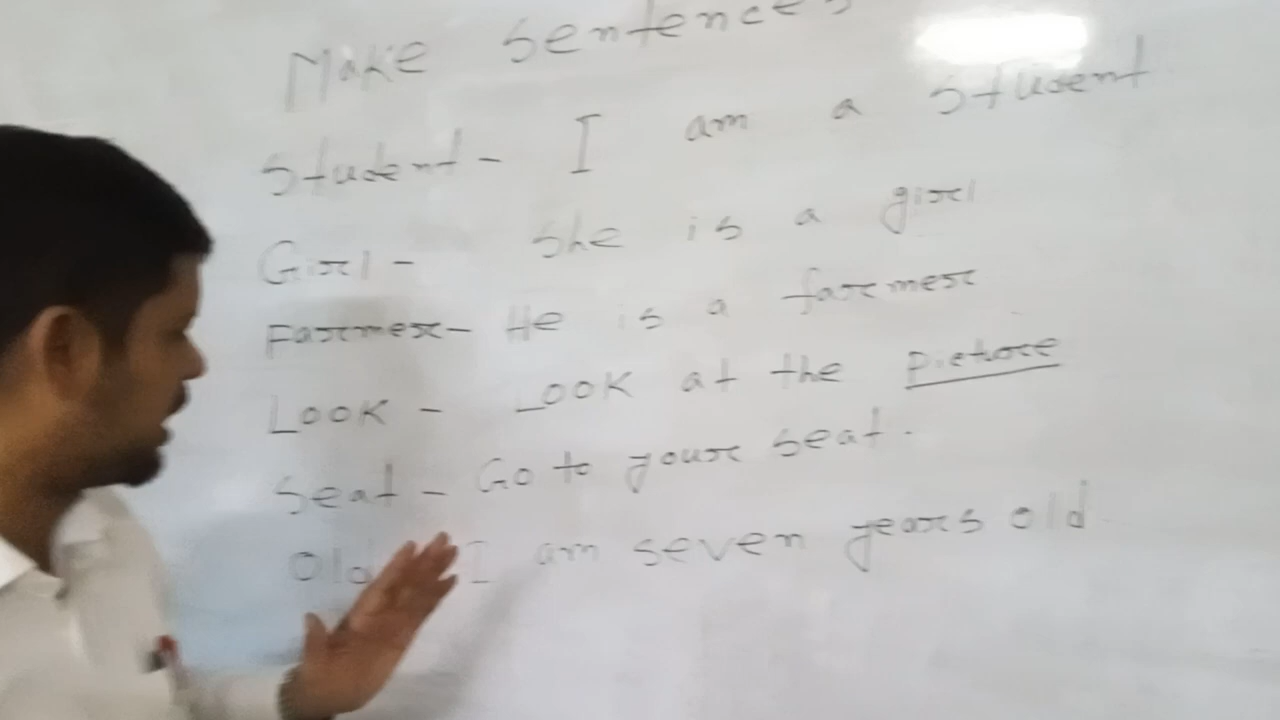 Make Sentences
Student - I am a student
Girl - She is a girl
Farmer - He is a farmer
Look - Look at the Picture
Seat - Go to your seat.
Old I am seven years old